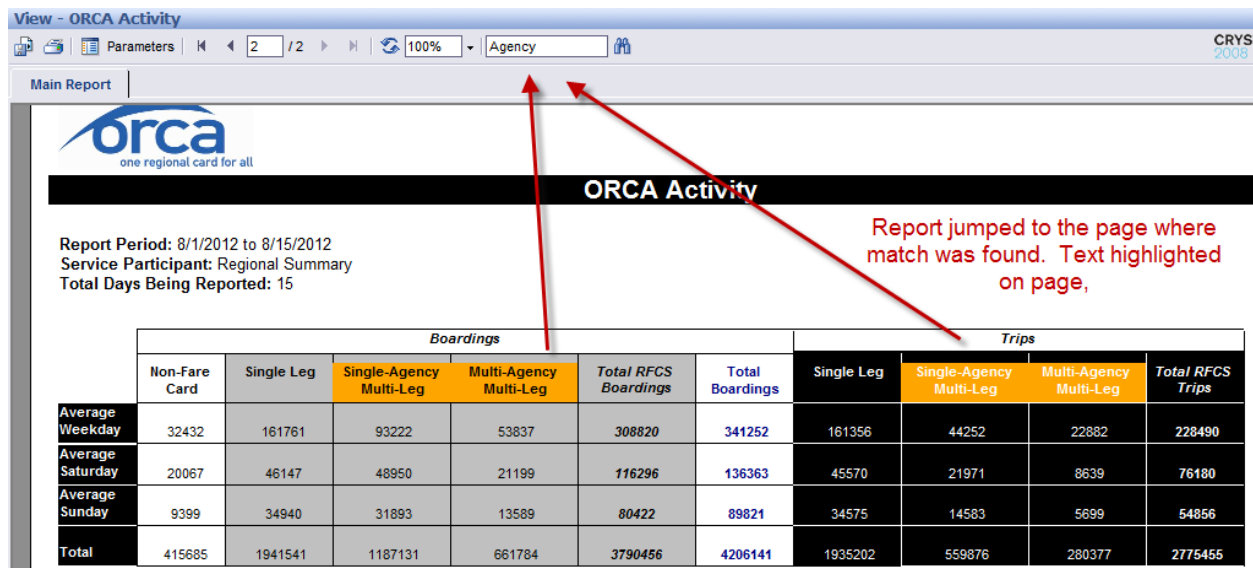 View - ORCA Activity
Parameters 2 / 2 100% Agency
CRYS
2008
Main Report
orca
one regional card for all
ORCA Activity
Report Period: 8/1/2012 to 8/15/2012
Service Participant: Regional Summary
Total Days Being Reported: 15
Report jumped to the page where
match was found. Text highlighted
on page,
Boardings Trips
Non-Fare Single Leg Single-Agency Multi-Agency Total RFCS Total Single Leg Single-Agency Multi-Agency Total RFCS
Card Multi-Leg Multi-Leg Boardings Boardings Multi-Leg Multi-Leg Trips
Average
Weekday 32432 161761 93222 53837 308820 341252 161356 44252 22882 228490
Average
Saturday 20067 46147 48950 21199 116296 136363 45570 21971 8639 76180
Average
Sunday 9399 34940 31893 13589 80422 89821 34575 14583 5699 54856
Total 415685 1941541 1187131 661784 3790456 4206141 1935202 559876 280377 2775455